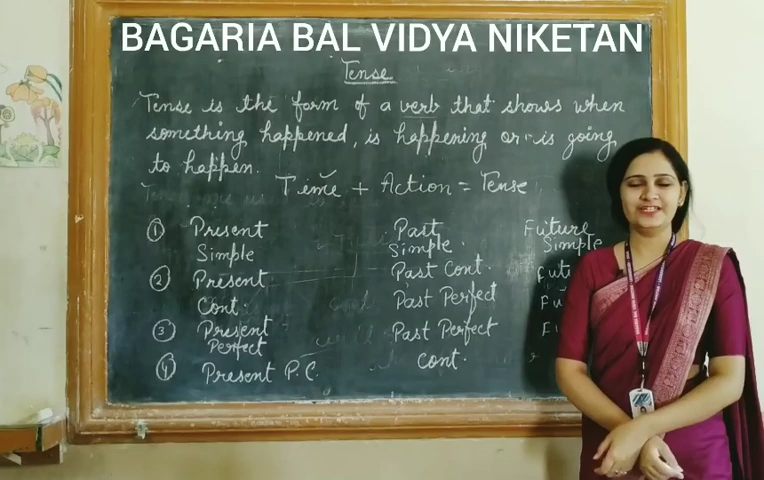 BAGARIA BAL VIDYA NIKETAN
Tense
Tense is the form of a verb that shows when
something happened, is happening or is going
to happen.
Time + Action = Tense
① Present Past Future
Simple Simple Simple
② Present Past Cont.
Cont. Past Perfect
③ Present Past Perfect
Perfect Cont.
④ Present P.C.